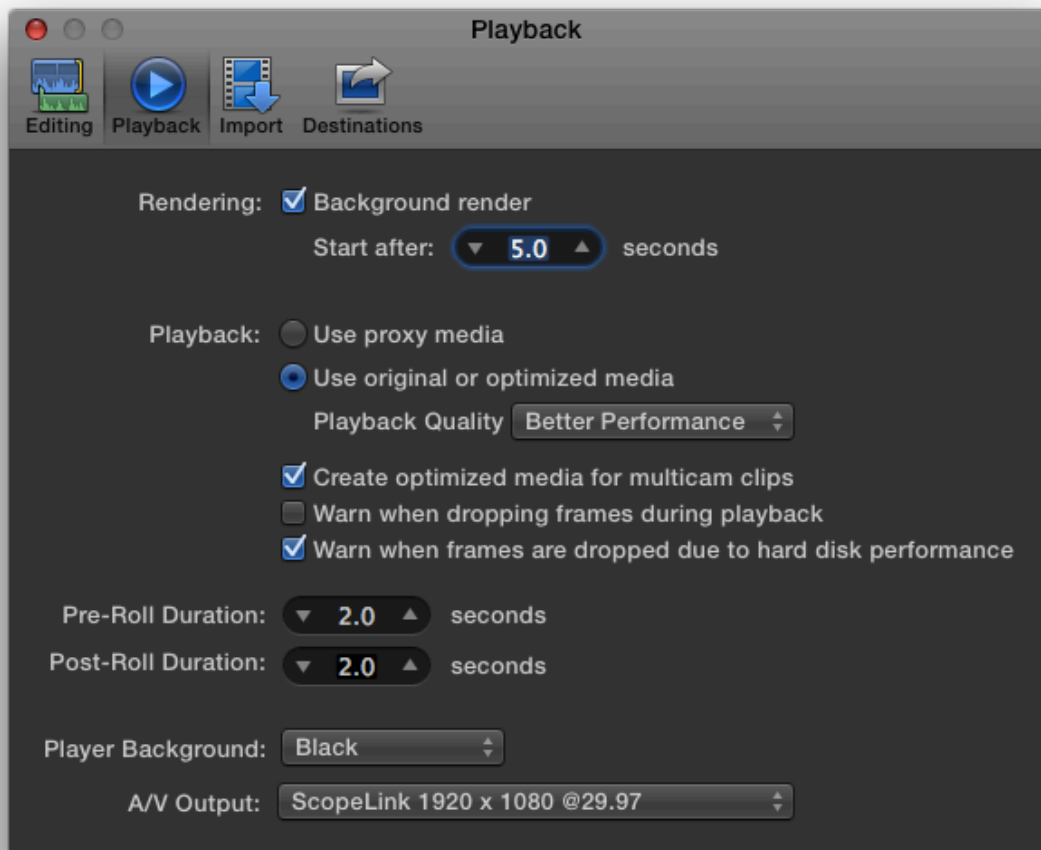 Playback
Editing Playback Import Destinations
Rendering: Background render
Start after: 5.0 seconds
Playback: Use proxy media
Use original or optimized media
Playback Quality Better Performance
Create optimized media for multicam clips
Warn when dropping frames during playback
Warn when frames are dropped due to hard disk performance
Pre-Roll Duration: 2.0 seconds
Post-Roll Duration: 2.0 seconds
Player Background: Black
A/V Output: ScopeLink 1920 x 1080 @29.97